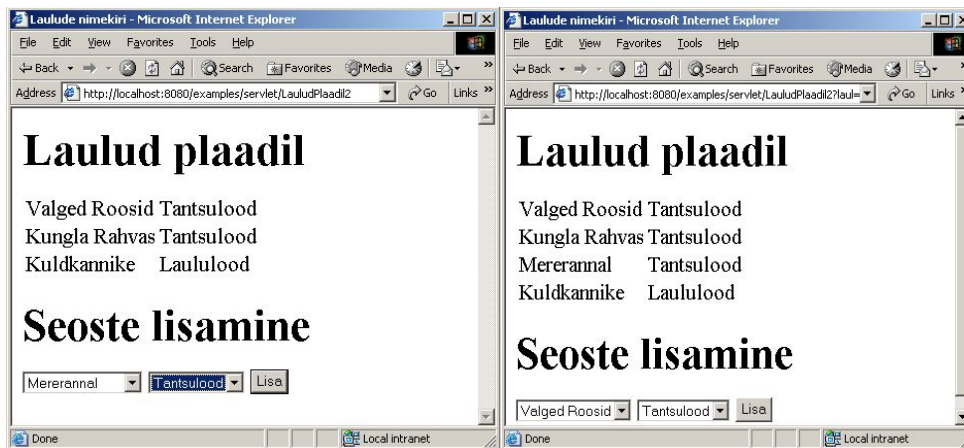 Laulude nimekiri - Microsoft Internet Explorer
File Edit View Favorites Tools Help
Back Search Favorites Media »
Address http://localhost:8080/examples/servlet/LauludPlaadil2 Go Links »
Laulud plaadil
Valged Roosid Tantsulood
Kungla Rahvas Tantsulood
Kuldkannike Laululood
Seoste lisamine
Mererannal Tantsulood Lisa
Done Local intranet
Laulude nimekiri - Microsoft Internet Explorer
File Edit View Favorites Tools Help
Back Search Favorites Media »
Address http://localhost:8080/examples/servlet/LauludPlaadil2?laul= Go Links »
Laulud plaadil
Valged Roosid Tantsulood
Kungla Rahvas Tantsulood
Mererannal Tantsulood
Kuldkannike Laululood
Seoste lisamine
Valged Roosid Tantsulood Lisa
Done Local intranet